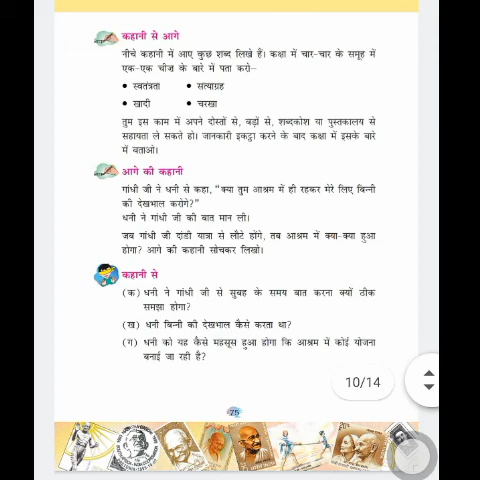 कहानी से आगे
नीचे कहानी में आए कुछ शब्द लिखे हैं। कक्षा में चार-चार के समूह में
एक-एक चीज़ के बारे में पता करो–
• स्वतंत्रता • सत्याग्रह
• खादी • चरखा
तुम इस काम में अपने दोस्तों से, बड़ों से, शब्दकोश या पुस्तकालय से
सहायता ले सकते हो। जानकारी इकट्ठा करने के बाद कक्षा में इसके बारे
में बताओ।
आगे की कहानी
गांधी जी ने धनी से कहा, "क्या तुम आश्रम में ही रहकर मेरे लिए बिन्नी
की देखभाल करोगे?"
धनी ने गांधी जी की बात मान ली।
जब गांधी जी दांडी यात्रा से लौटे होंगे, तब आश्रम में क्या-क्या हुआ
होगा? आगे की कहानी सोचकर लिखो।
कहानी से
(क) धनी ने गांधी जी से सुबह के समय बात करना क्यों ठीक
समझा होगा?
(ख) धनी बिन्नी की देखभाल कैसे करता था?
(ग) धनी को यह कैसे महसूस हुआ होगा कि आश्रम में कोई योजना
बनाई जा रही है?
10/14
75